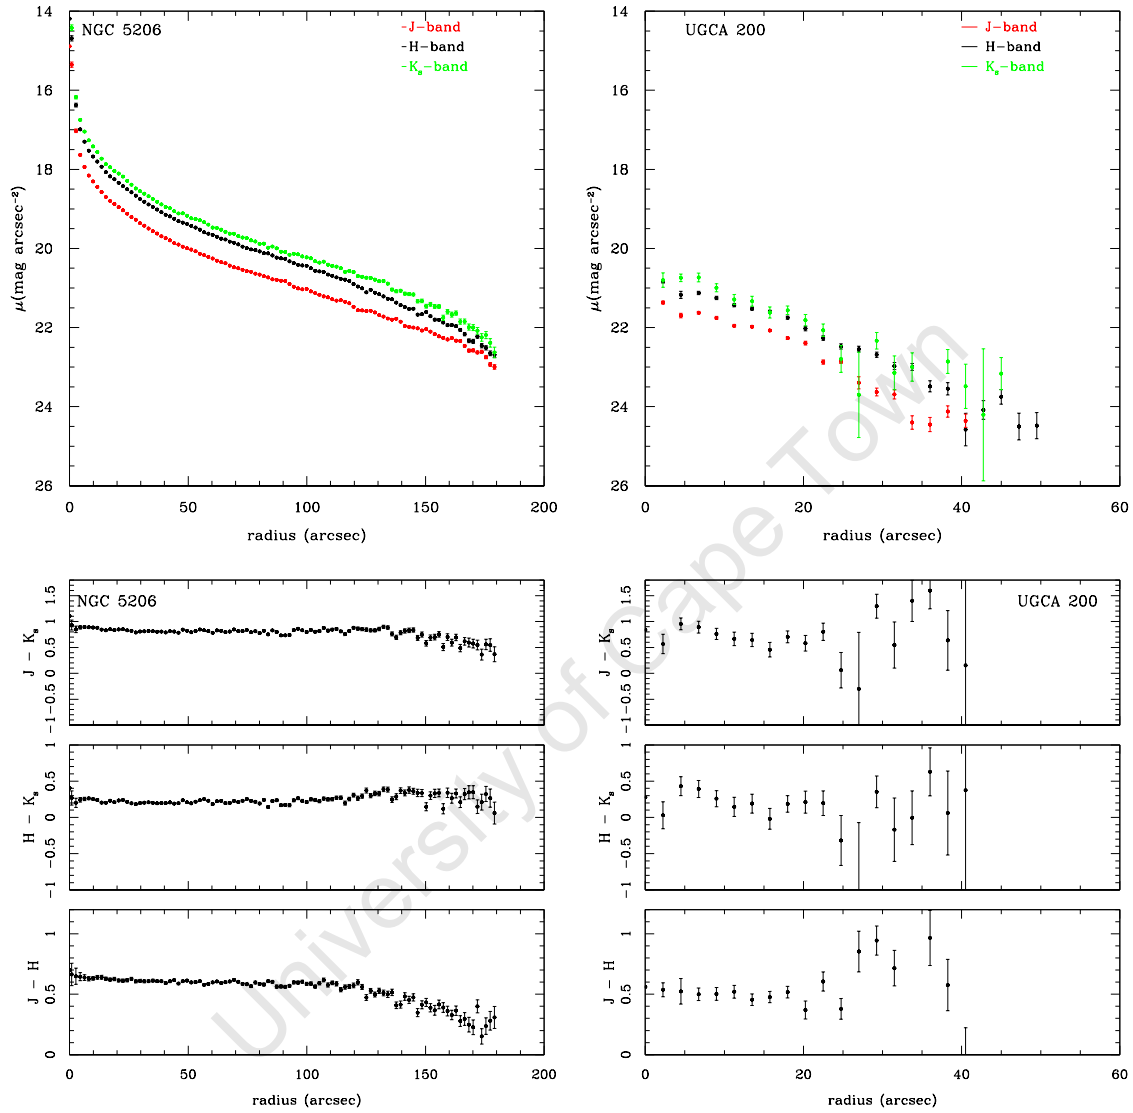 NGC 5206
J-band
H-band
Ks-band
14
16
18
20
22
24
26
μ(mag arcsec⁻²)
0
50
100
150
200
radius (arcsec)
UGCA 200
J-band
H-band
Ks-band
14
16
18
20
22
24
26
μ(mag arcsec⁻²)
0
20
40
60
radius (arcsec)
NGC 5206
J - Ks
-1 -0.5 0 0.5 1 1.5
UGCA 200
J - Ks
-1 -0.5 0 0.5 1 1.5
H - Ks
-1 -0.5 0 0.5 1
H - Ks
-1 -0.5 0 0.5 1
J - H
0 0.5 1
0
50
100
150
200
radius (arcsec)
J - H
0 0.5 1
0
20
40
60
radius (arcsec)
University of Cape Town